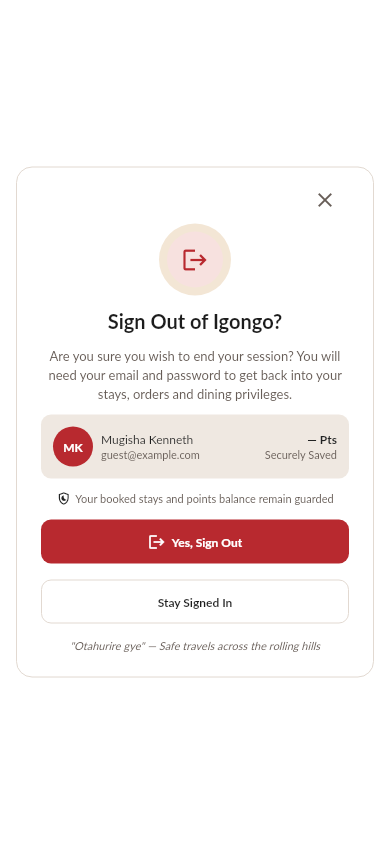 Sign Out of Igongo?
Are you sure you wish to end your session? You will
need your email and password to get back into your
stays, orders and dining privileges.
MK
Mugisha Kenneth
guest@example.com
— Pts
Securely Saved
Your booked stays and points balance remain guarded
Yes, Sign Out
Stay Signed In
"Otahurire gye" — Safe travels across the rolling hills